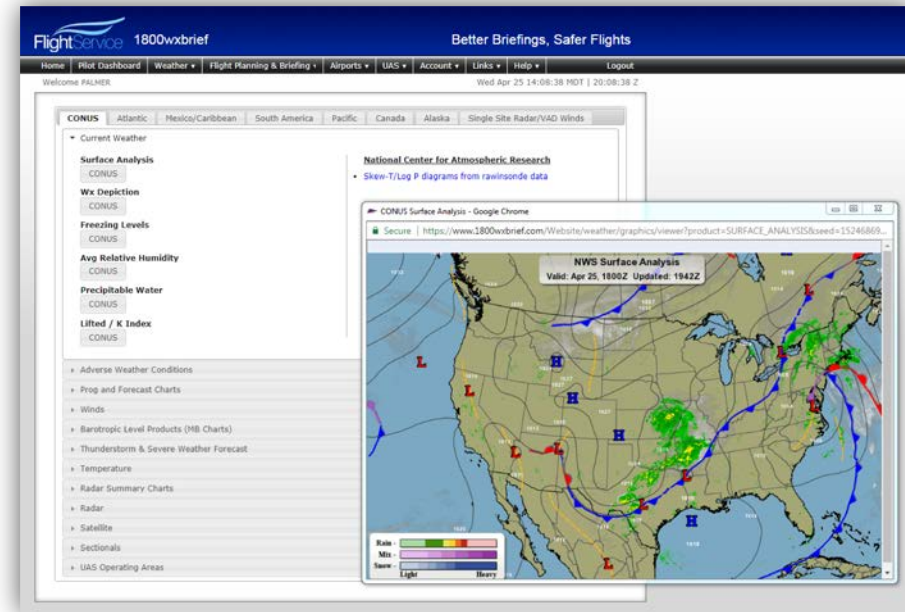 FlightService 1800wxbrief
Better Briefings, Safer Flights
Home Pilot Dashboard Weather Flight Planning & Briefing Airports UAS Account Links Help Logout
Welcome PALMER
Wed Apr 25 14:08:38 MDT | 20:08:38 Z
CONUS Atlantic Mexico/Caribbean South America Pacific Canada Alaska Single Site Radar/VAD Winds
Current Weather
Surface Analysis
CONUS
Wx Depiction
CONUS
Freezing Levels
CONUS
Avg Relative Humidity
CONUS
Precipitable Water
CONUS
Lifted / K Index
CONUS
National Center for Atmospheric Research
Skew-T/Log P diagrams from rawinsonde data
Adverse Weather Conditions
Prog and Forecast Charts
Winds
Barotropic Level Products (MB Charts)
Thunderstorm & Severe Weather Forecast
Temperature
Radar Summary Charts
Radar
Satellite
Sectionals
UAS Operating Areas
CONUS Surface Analysis - Google Chrome
Secure | https://www.1800wxbrief.com/Website/weather/graphics/viewer?product=SURFACE_ANALYSIS&seed=15246869...
NWS Surface Analysis
Valid: Apr 25, 1800Z Updated: 1942Z
L
H
L
H
L
L
L
L
H
L
L
H
L
L
Rain -
Mix -
Snow -
Light Heavy